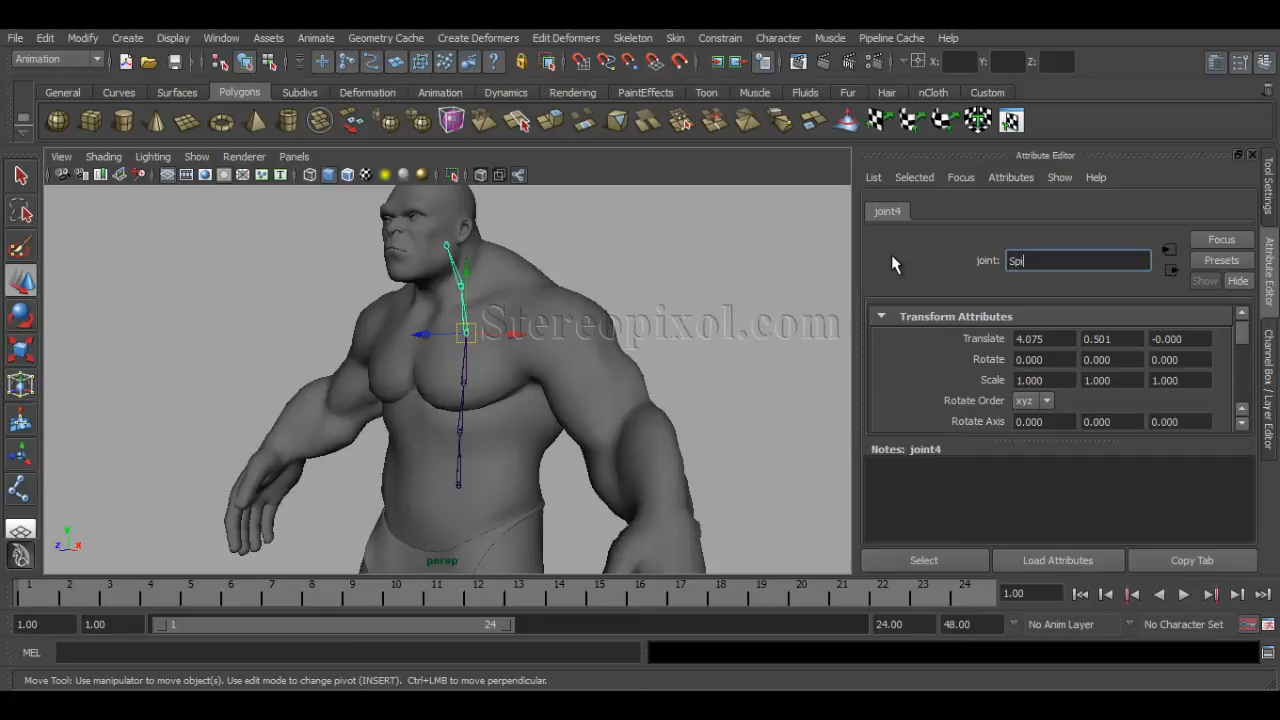 File Edit Modify Create Display Window Assets Animate Geometry Cache Create Deformers Edit Deformers Skeleton Skin Constrain Character Muscle Pipeline Cache Help
Animation X: Y: Z:
General Curves Surfaces Polygons Subdivs Deformation Animation Dynamics Rendering PaintEffects Toon Muscle Fluids Fur Hair nCloth Custom
View Shading Lighting Show Renderer Panels
Attribute Editor
List Selected Focus Attributes Show Help
joint4
joint: Spi
Focus
Presets
Show Hide
Transform Attributes
Translate 4.075 0.501 -0.000
Rotate 0.000 0.000 0.000
Scale 1.000 1.000 1.000
Rotate Order xyz
Rotate Axis 0.000 0.000 0.000
Notes: joint4
Select Load Attributes Copy Tab
Tool Settings
Attribute Editor
Channel Box / Layer Editor
Stereopixol.com
Y
Z X
persp
1 2 3 4 5 6 7 8 9 10 11 12 13 14 15 16 17 18 19 20 21 22 23 24 1.00
1.00 1.00 1 24 24.00 48.00 No Anim Layer No Character Set
MEL
Move Tool: Use manipulator to move object(s). Use edit mode to change pivot (INSERT). Ctrl+LMB to move perpendicular.